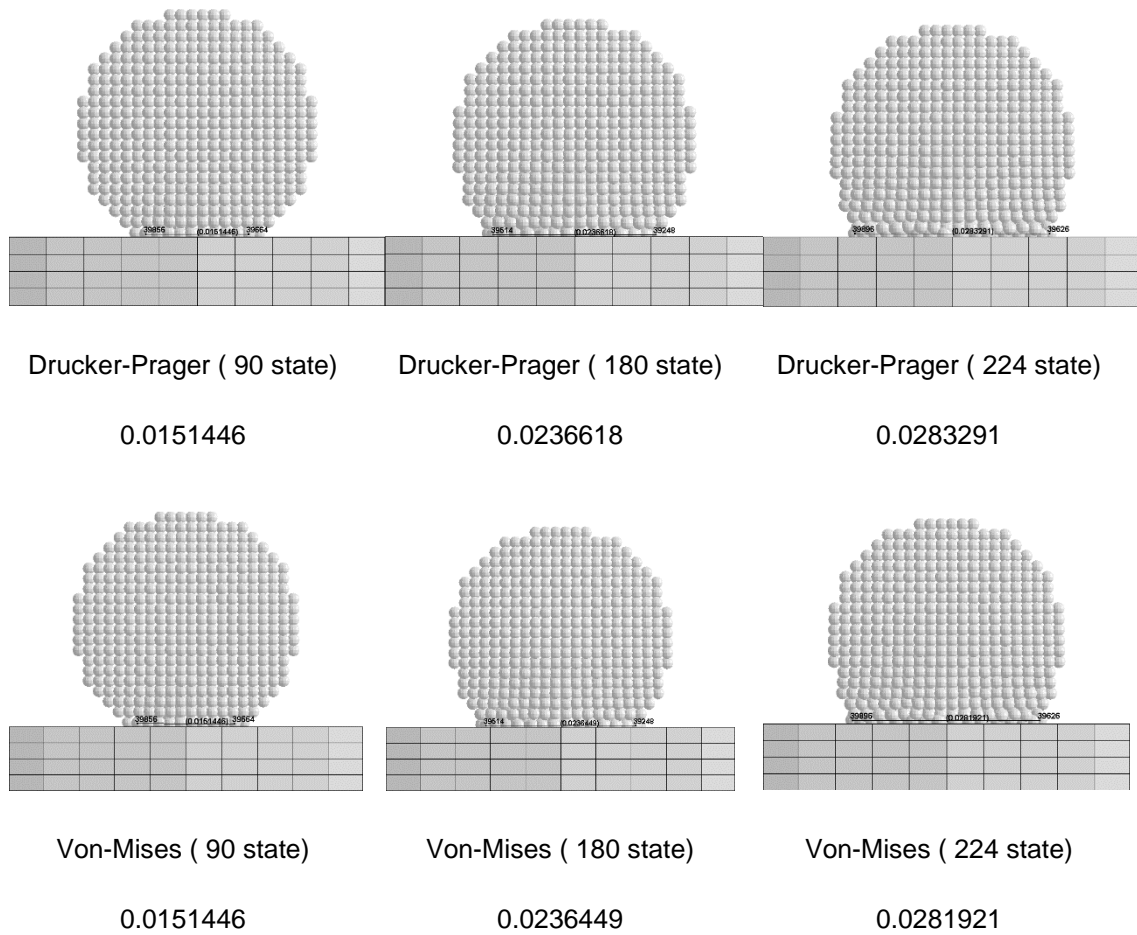 39856 (0.0151446) 39564
39514 (0.0236618) 39248
39896 (0.0283291) 39626
Drucker-Prager ( 90 state)
Drucker-Prager ( 180 state)
Drucker-Prager ( 224 state)
0.0151446
0.0236618
0.0283291
39856 (0.0151446) 39564
39514 (0.0236449) 39248
39896 (0.0281921) 39626
Von-Mises ( 90 state)
Von-Mises ( 180 state)
Von-Mises ( 224 state)
0.0151446
0.0236449
0.0281921